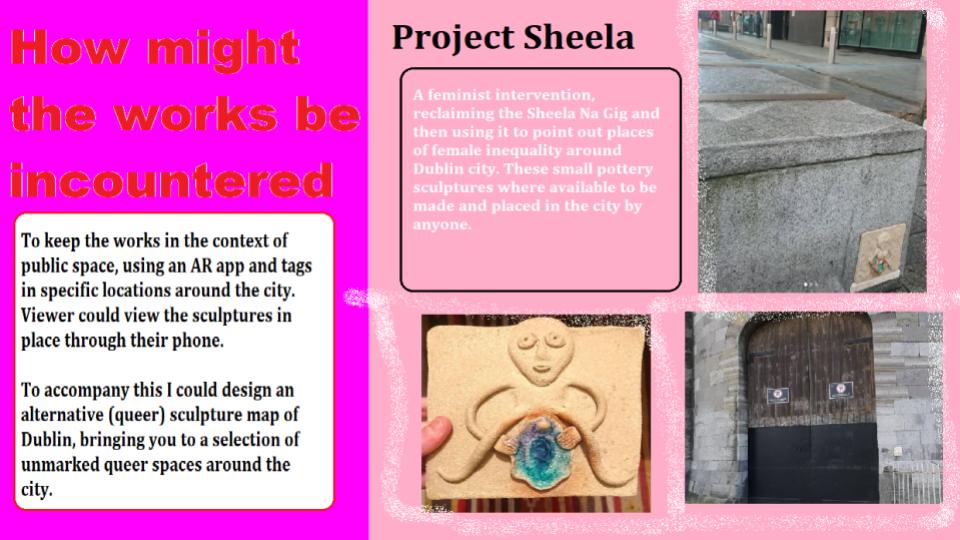 How might
the works be
incountered
To keep the works in the context of
public space, using an AR app and tags
in specific locations around the city.
Viewer could view the sculptures in
place through their phone.
To accompany this I could design an
alternative (queer) sculpture map of
Dublin, bringing you to a selection of
unmarked queer spaces around the
city.
Project Sheela
A feminist intervention,
reclaiming the Sheela Na Gig and
then using it to point out places
of female inequality around
Dublin city. These small pottery
sculptures where available to be
made and placed in the city by
anyone.